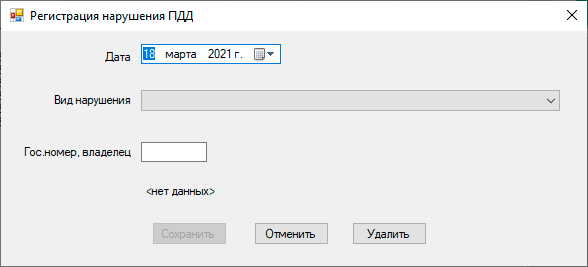 Регистрация нарушения ПДД
Дата 18 марта 2021 г.
Вид нарушения
Гос.номер, владелец
<нет данных>
Сохранить Отменить Удалить